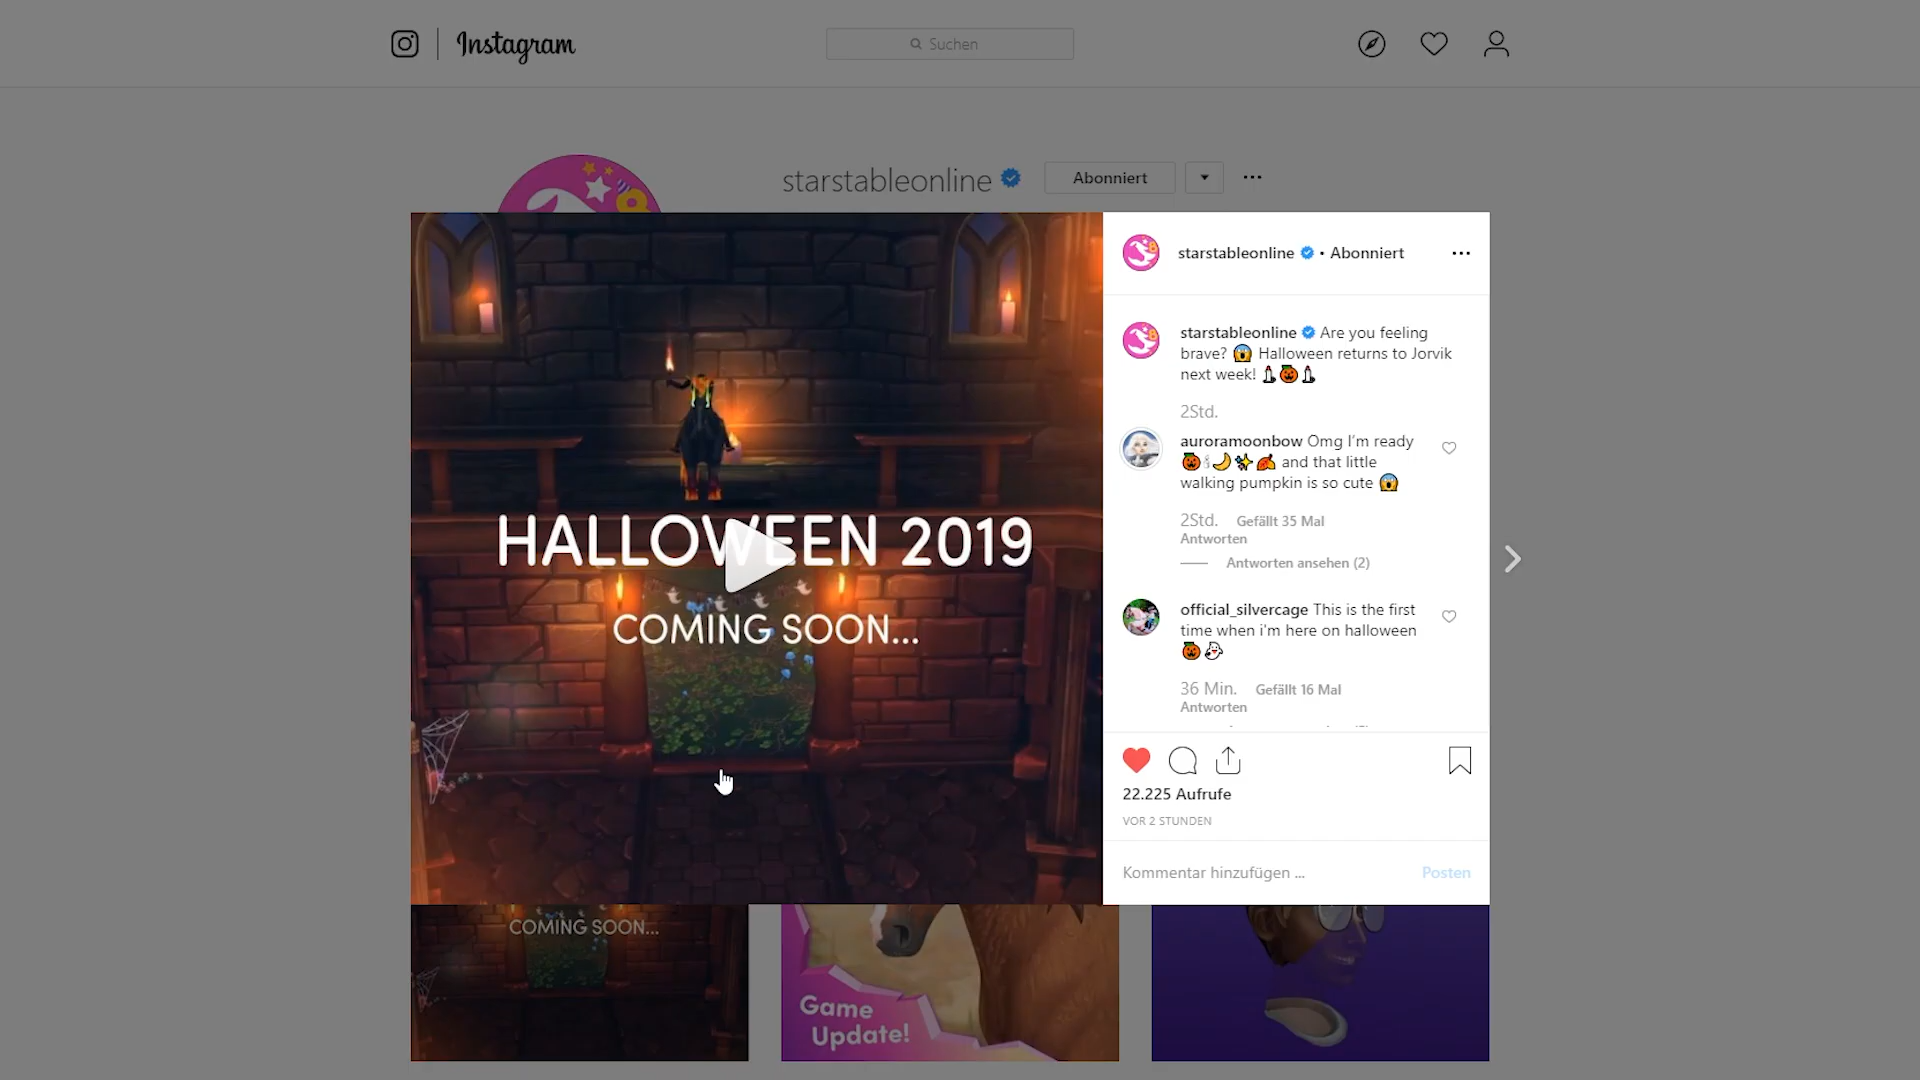 Instagram
Suchen
starstableonline
Abonniert
HALLOWEEN 2019
COMING SOON...
starstableonline • Abonniert
starstableonline Are you feeling
brave? 😱 Halloween returns to Jorvik
next week! 🕯🎃🕯
2Std.
auroramoonbow Omg I'm ready
🎃🕯🌙✨🍂 and that little
walking pumpkin is so cute 😱
2Std. Gefällt 35 Mal
Antworten
Antworten ansehen (2)
official_silvercage This is the first
time when i'm here on halloween
🎃👻
36 Min. Gefällt 16 Mal
Antworten
22.225 Aufrufe
VOR 2 STUNDEN
Kommentar hinzufügen ...
Posten
COMING SOON...
Game
Update!